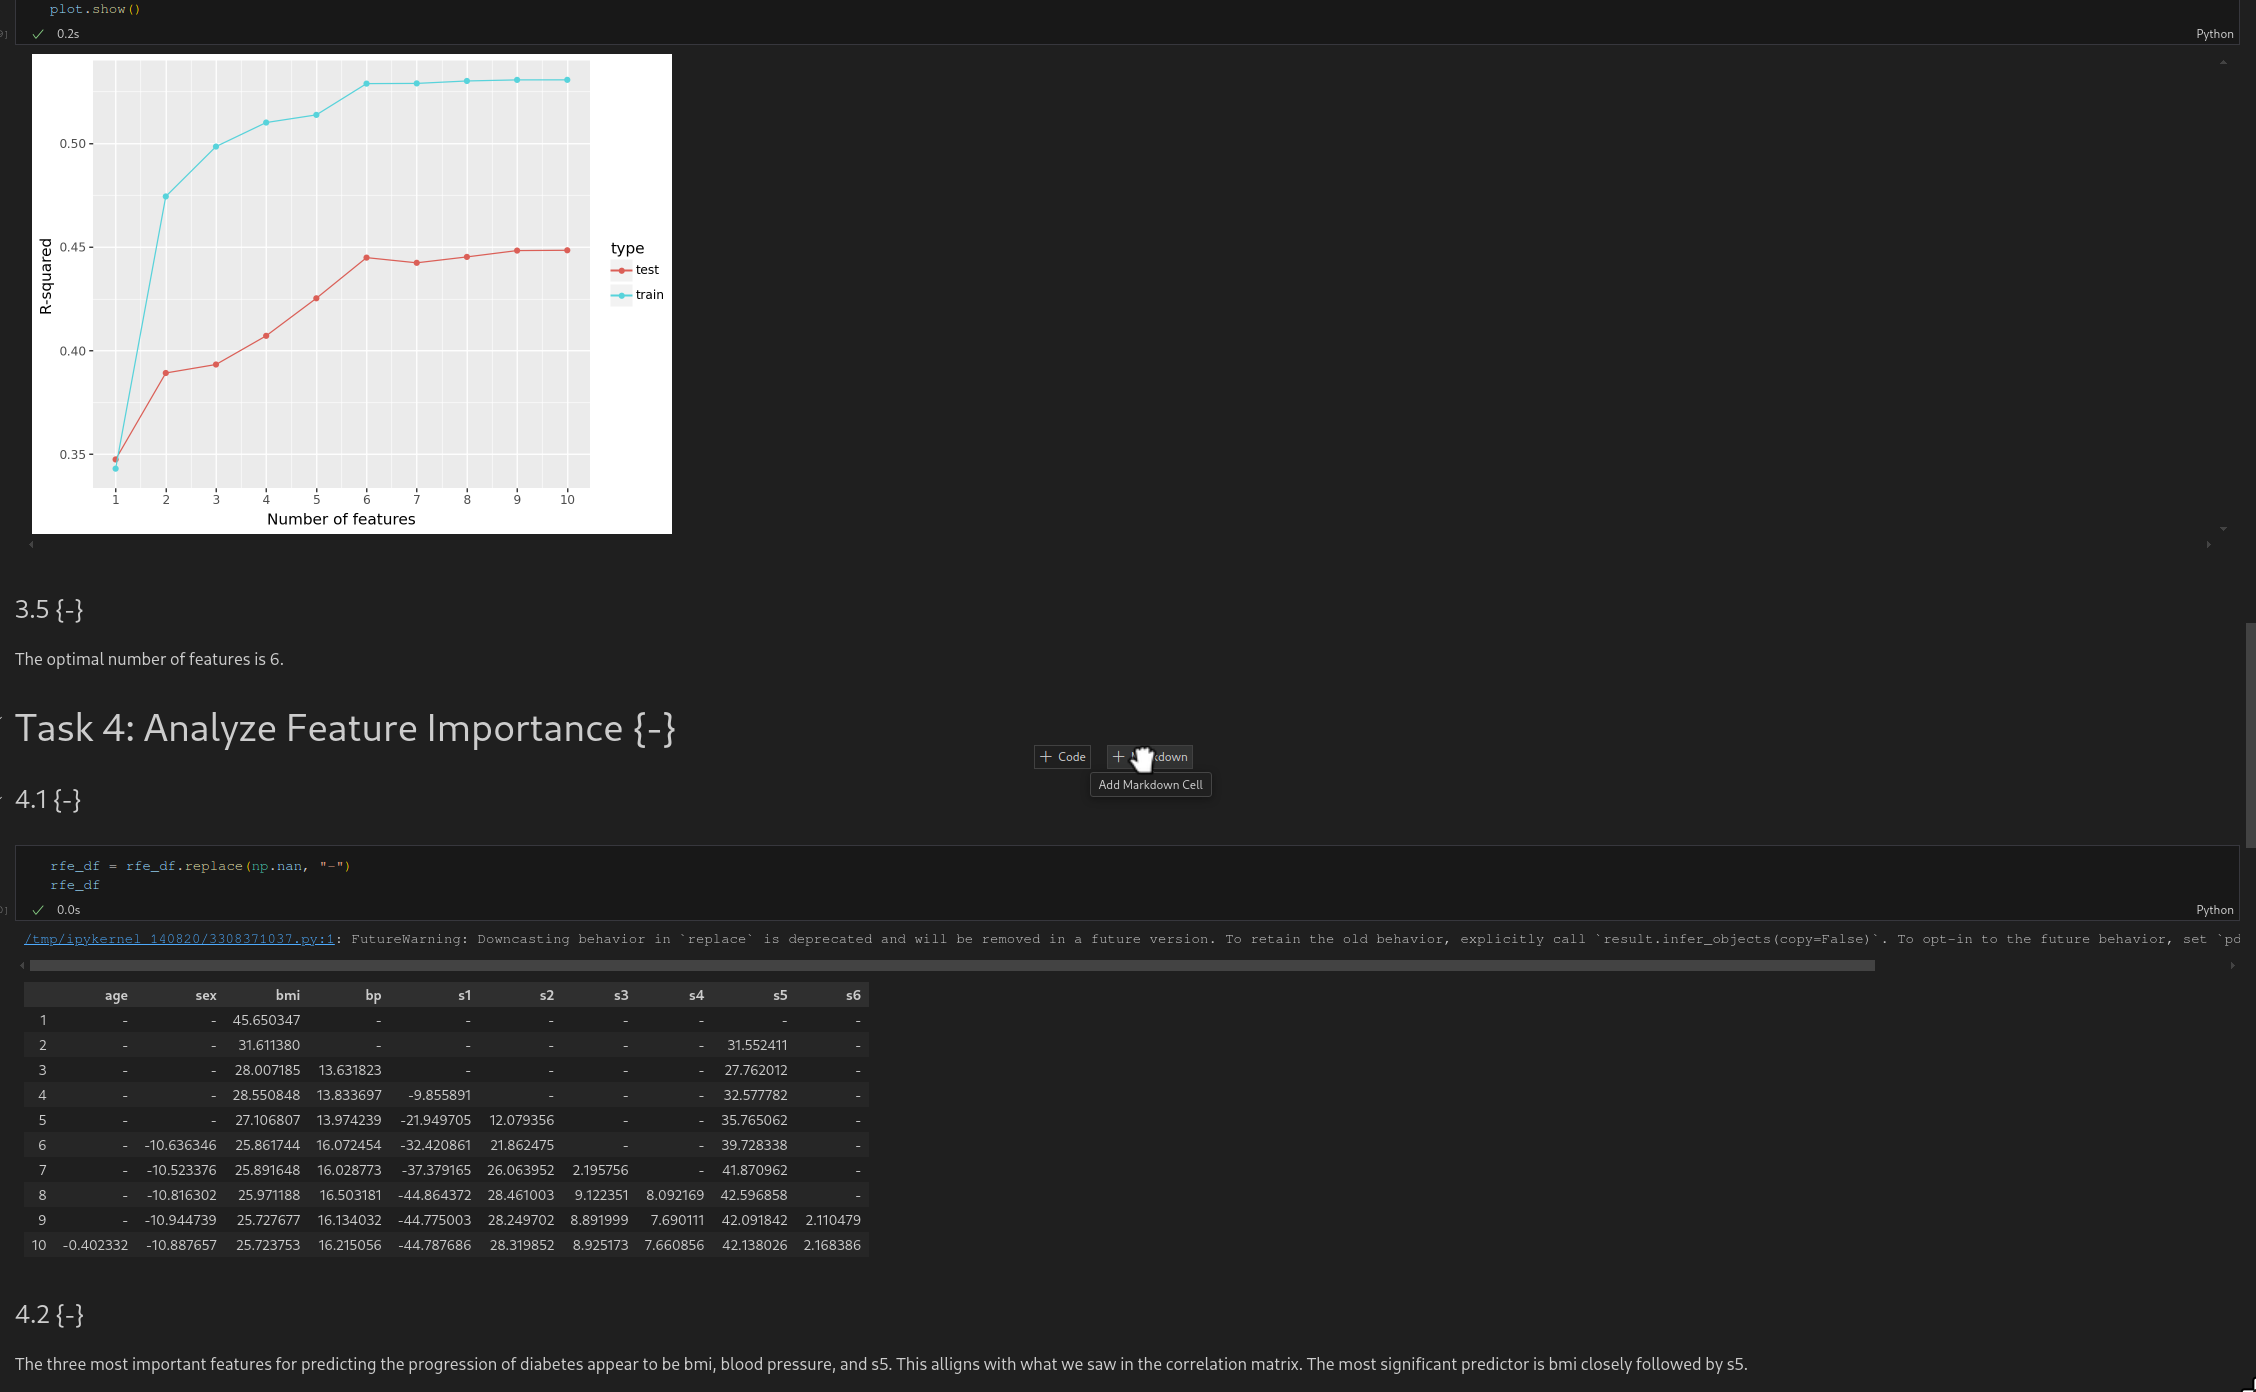 plot.show()
0.2s
Python
0.50
0.45
0.40
0.35
R-squared
1 2 3 4 5 6 7 8 9 10
Number of features
type
test
train
3.5 {-}
The optimal number of features is 6.
Task 4: Analyze Feature Importance {-}
+ Code
Add Markdown Cell
4.1 {-}
rfe_df = rfe_df.replace(np.nan, "-")
rfe_df
0.0s
Python
/tmp/ipykernel_140820/3308371037.py:1: FutureWarning: Downcasting behavior in `replace` is deprecated and will be removed in a future version. To retain the old behavior, explicitly call `result.infer_objects(copy=False)`. To opt-in to the future behavior, set `pd
age sex bmi bp s1 s2 s3 s4 s5 s6
1 - - 45.650347 - - - - - - -
2 - - 31.611380 - - - - - 31.552411 -
3 - - 28.007185 13.631823 - - - - 27.762012 -
4 - - 28.550848 13.833697 -9.855891 - - - 32.577782 -
5 - - 27.106807 13.974239 -21.949705 12.079356 - - 35.765062 -
6 - -10.636346 25.861744 16.072454 -32.420861 21.862475 - - 39.728338 -
7 - -10.523376 25.891648 16.028773 -37.379165 26.063952 2.195756 - 41.870962 -
8 - -10.816302 25.971188 16.503181 -44.864372 28.461003 9.122351 8.092169 42.596858 -
9 - -10.944739 25.727677 16.134032 -44.775003 28.249702 8.891999 7.690111 42.091842 2.110479
10 -0.402332 -10.887657 25.723753 16.215056 -44.787686 28.319852 8.925173 7.660856 42.138026 2.168386
4.2 {-}
The three most important features for predicting the progression of diabetes appear to be bmi, blood pressure, and s5. This alligns with what we saw in the correlation matrix. The most significant predictor is bmi closely followed by s5.